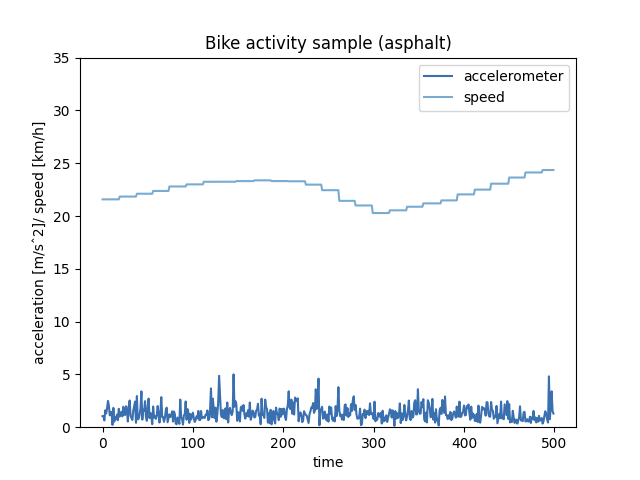 Bike activity sample (asphalt)
accelerometer
speed
acceleration [m/s^2]/ speed [km/h]
35
30
25
20
15
10
5
0
0 100 200 300 400 500
time